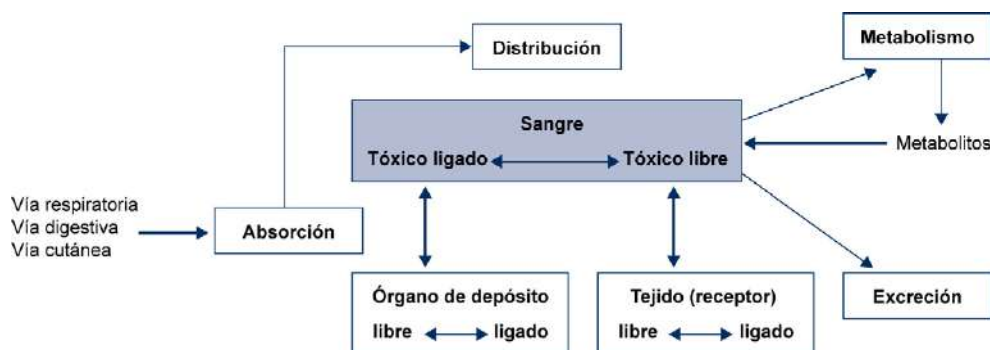 Distribución
Metabolismo
Sangre
Tóxico ligado
Tóxico libre
Metabolitos
Vía respiratoria
Vía digestiva
Vía cutánea
Absorción
Órgano de depósito
libre
ligado
Tejido (receptor)
libre
ligado
Excreción